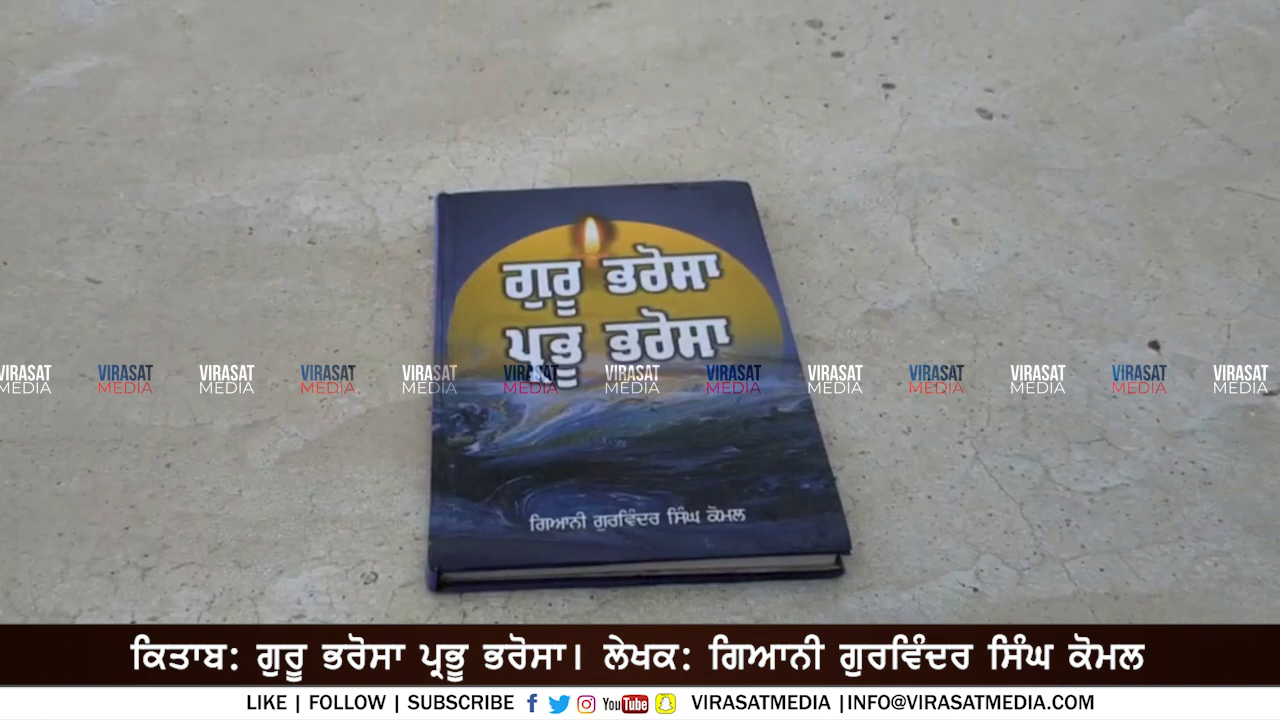 ਗੁਰੂ ਭਰੋਸਾ
ਪ੍ਰਭੂ ਭਰੋਸਾ
VIRASAT VIRASAT VIRASAT VIRASAT VIRASAT VIRASAT VIRASAT VIRASAT VIRASAT VIRASAT VIRASAT VIRASAT VIRASAT
MEDIA MEDIA MEDIA MEDIA MEDIA MEDIA MEDIA MEDIA MEDIA MEDIA MEDIA MEDIA MEDIA
ਗਿਆਨੀ ਗੁਰਵਿੰਦਰ ਸਿੰਘ ਕੋਮਲ
ਕਿਤਾਬ: ਗੁਰੂ ਭਰੋਸਾ ਪ੍ਰਭੂ ਭਰੋਸਾ। ਲੇਖਕ: ਗਿਆਨੀ ਗੁਰਵਿੰਦਰ ਸਿੰਘ ਕੋਮਲ
LIKE | FOLLOW | SUBSCRIBE YouTube VIRASATMEDIA |INFO@VIRASATMEDIA.COM